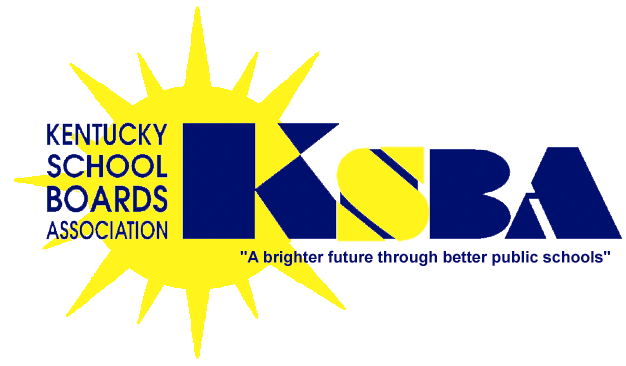 KENTUCKY
SCHOOL
BOARDS
ASSOCIATION
KSBA
"A brighter future through better public schools"